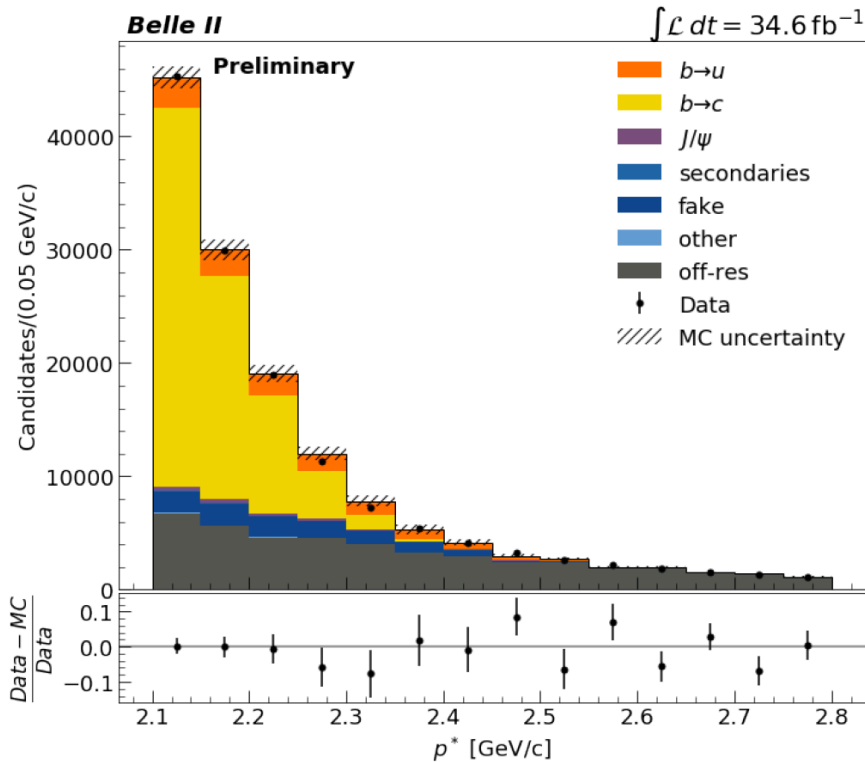 Belle II
∫ℒ dt = 34.6 fb⁻¹
Preliminary
b→u
b→c
J/ψ
secondaries
fake
other
off-res
Data
MC uncertainty
Candidates/(0.05 GeV/c)
40000
30000
20000
10000
0
Data − MC
Data
0.1
0.0
−0.1
2.1 2.2 2.3 2.4 2.5 2.6 2.7 2.8
p* [GeV/c]